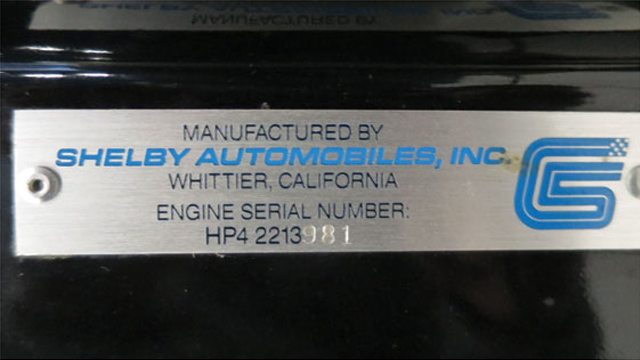 MANUFACTURED BY
SHELBY AUTOMOBILES, INC.
WHITTIER, CALIFORNIA
ENGINE SERIAL NUMBER:
HP4 2213981